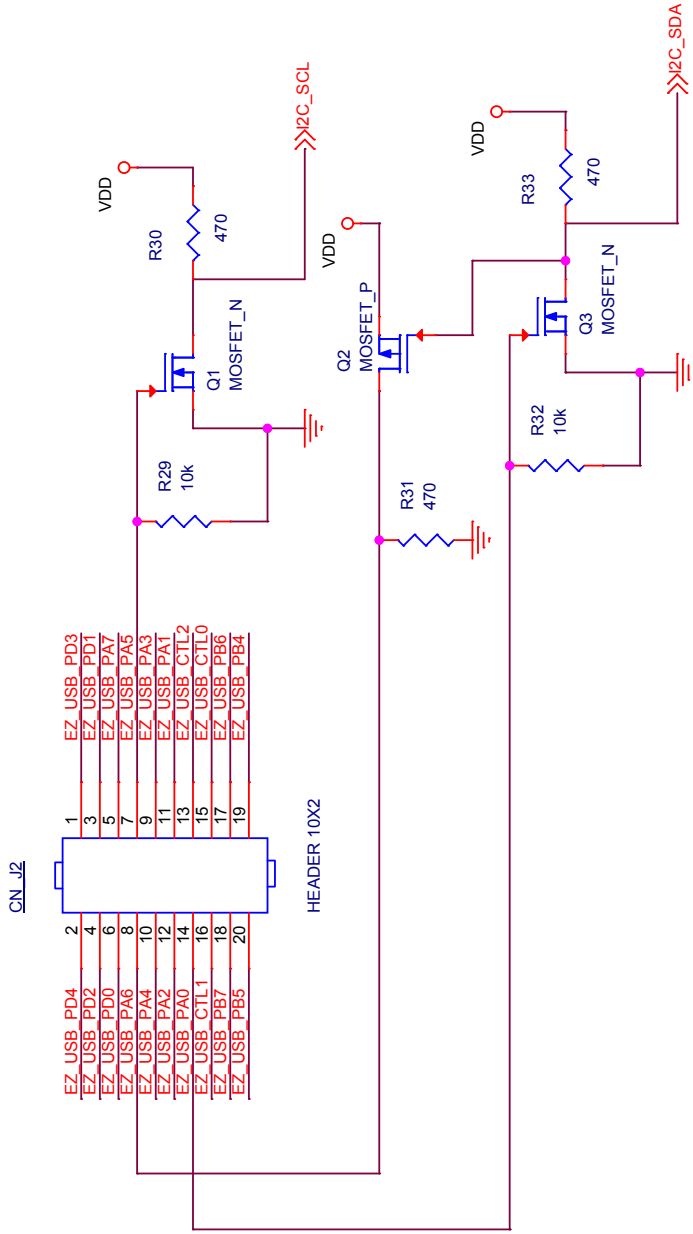 CN_J2
HEADER 10X2
EZ_USB_PD4
2
1
EZ_USB_PD3
EZ_USB_PD2
4
3
EZ_USB_PD1
EZ_USB_PD0
6
5
EZ_USB_PA7
EZ_USB_PA6
8
7
EZ_USB_PA5
EZ_USB_PA4
10
9
EZ_USB_PA3
EZ_USB_PA2
12
11
EZ_USB_PA1
EZ_USB_PA0
14
13
EZ_USB_CTL2
EZ_USB_CTL1
16
15
EZ_USB_CTL0
EZ_USB_PB7
18
17
EZ_USB_PB6
EZ_USB_PB5
20
19
EZ_USB_PB4
R29
10k
Q1
MOSFET_N
R30
470
VDD
I2C_SCL
R31
470
Q2
MOSFET_P
VDD
R32
10k
Q3
MOSFET_N
R33
470
VDD
I2C_SDA